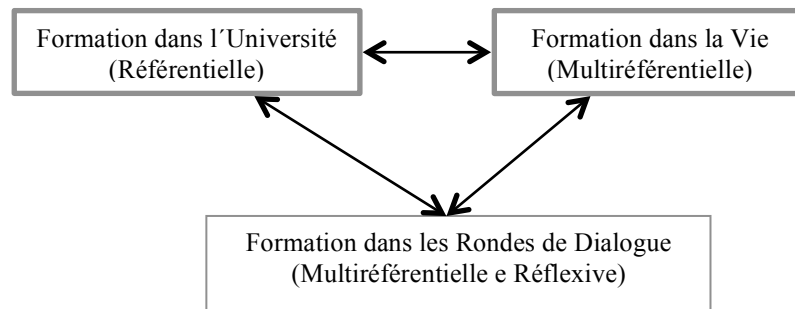 Formation dans l´Université
(Référentielle)
Formation dans la Vie
(Multiréférentielle)
Formation dans les Rondes de Dialogue
(Multiréférentielle e Réflexive)